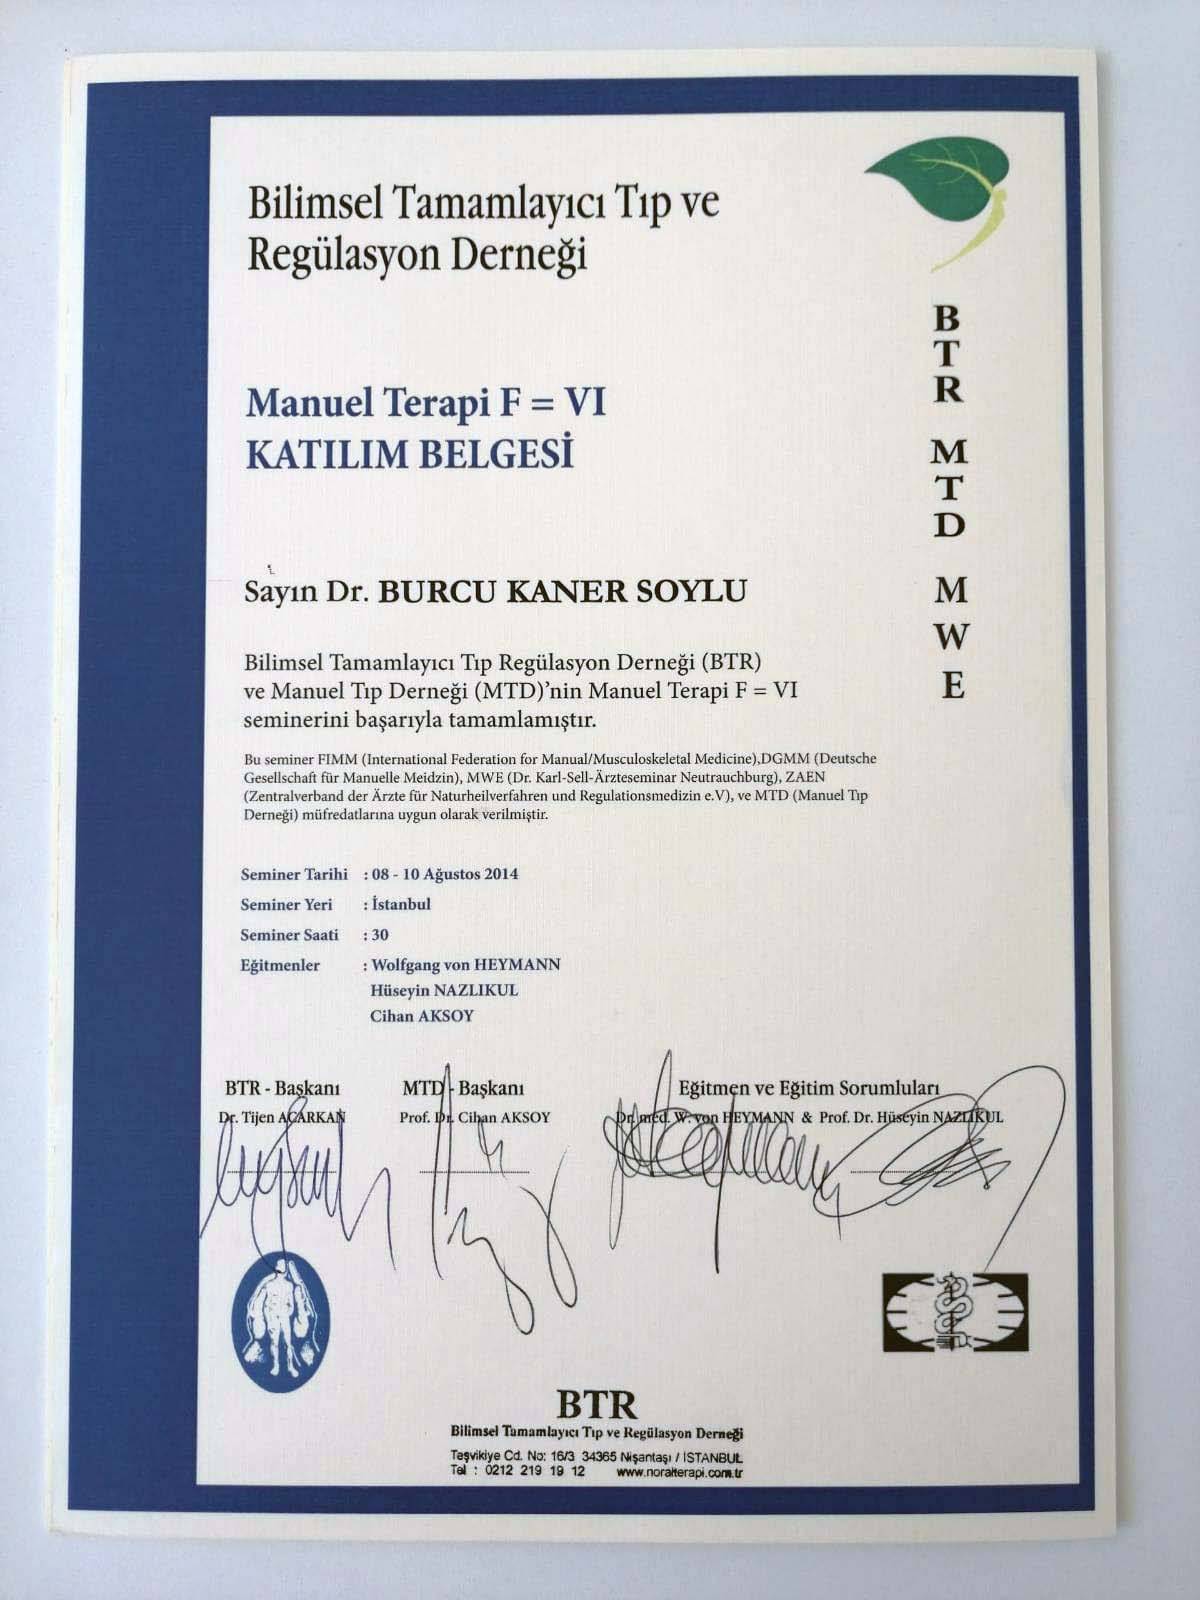 Bilimsel Tamamlayıcı Tıp ve
Regülasyon Derneği
BTR MTD MWE
Manuel Terapi F = VI
KATILIM BELGESİ
Sayın Dr. BURCU KANER SOYLU
Bilimsel Tamamlayıcı Tıp Regülasyon Derneği (BTR)
ve Manuel Tıp Derneği (MTD)'nin Manuel Terapi F = VI
seminerini başarıyla tamamlamıştır.
Bu seminer FIMM (International Federation for Manual/Musculoskeletal Medicine),DGMM (Deutsche
Gesellschaft für Manuelle Meidzin), MWE (Dr. Karl-Sell-Ärzteseminar Neutrauchburg), ZAEN
(Zentralverband der Ärzte für Naturheilverfahren und Regulationsmedizin e.V), ve MTD (Manuel Tıp
Derneği) müfredatlarına uygun olarak verilmiştir.
Seminer Tarihi : 08 - 10 Ağustos 2014
Seminer Yeri : İstanbul
Seminer Saati : 30
Eğitmenler : Wolfgang von HEYMANN
Hüseyin NAZLIKUL
Cihan AKSOY
BTR - Başkanı MTD - Başkanı Eğitmen ve Eğitim Sorumluları
Dr. Tijen ACARKAN Prof. Dr. Cihan AKSOY Dr. med. W. von HEYMANN & Prof. Dr. Hüseyin NAZLIKUL
BTR
Bilimsel Tamamlayıcı Tıp ve Regülasyon Derneği
Teşvikiye Cd. No: 16/3 34365 Nişantaşı / İSTANBUL
Tel : 0212 219 19 12 www.noralterapi.com.tr